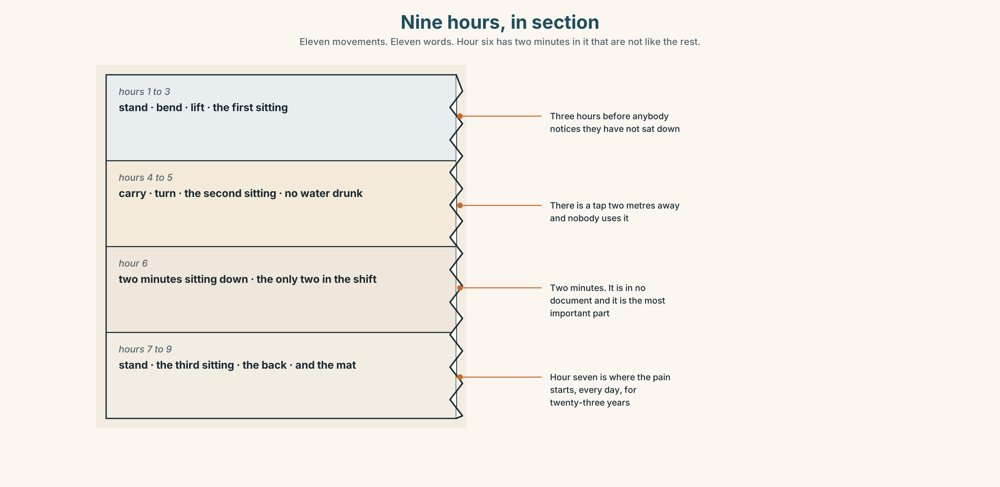 Nine hours, in section
Eleven movements. Eleven words. Hour six has two minutes in it that are not like the rest.
hours 1 to 3
stand · bend · lift · the first sitting
Three hours before anybody
notices they have not sat down
hours 4 to 5
carry · turn · the second sitting · no water drunk
There is a tap two metres away
and nobody uses it
hour 6
two minutes sitting down · the only two in the shift
Two minutes. It is in no
document and it is the most
important part
hours 7 to 9
stand · the third sitting · the back · and the mat
Hour seven is where the pain
starts, every day, for
twenty-three years